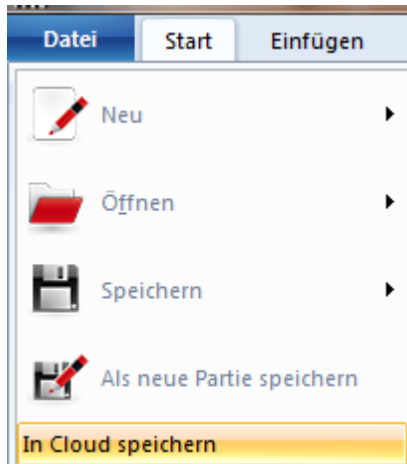 Datei Start Einfügen
Neu
Öffnen
Speichern
Als neue Partie speichern
In Cloud speichern